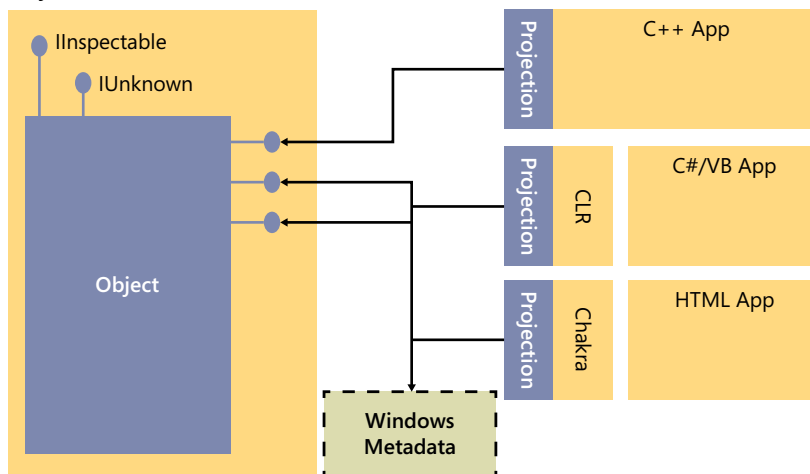 IInspectable
IUnknown
Object
Projection
C++ App
Projection
CLR
C#/VB App
Projection
Chakra
HTML App
Windows
Metadata